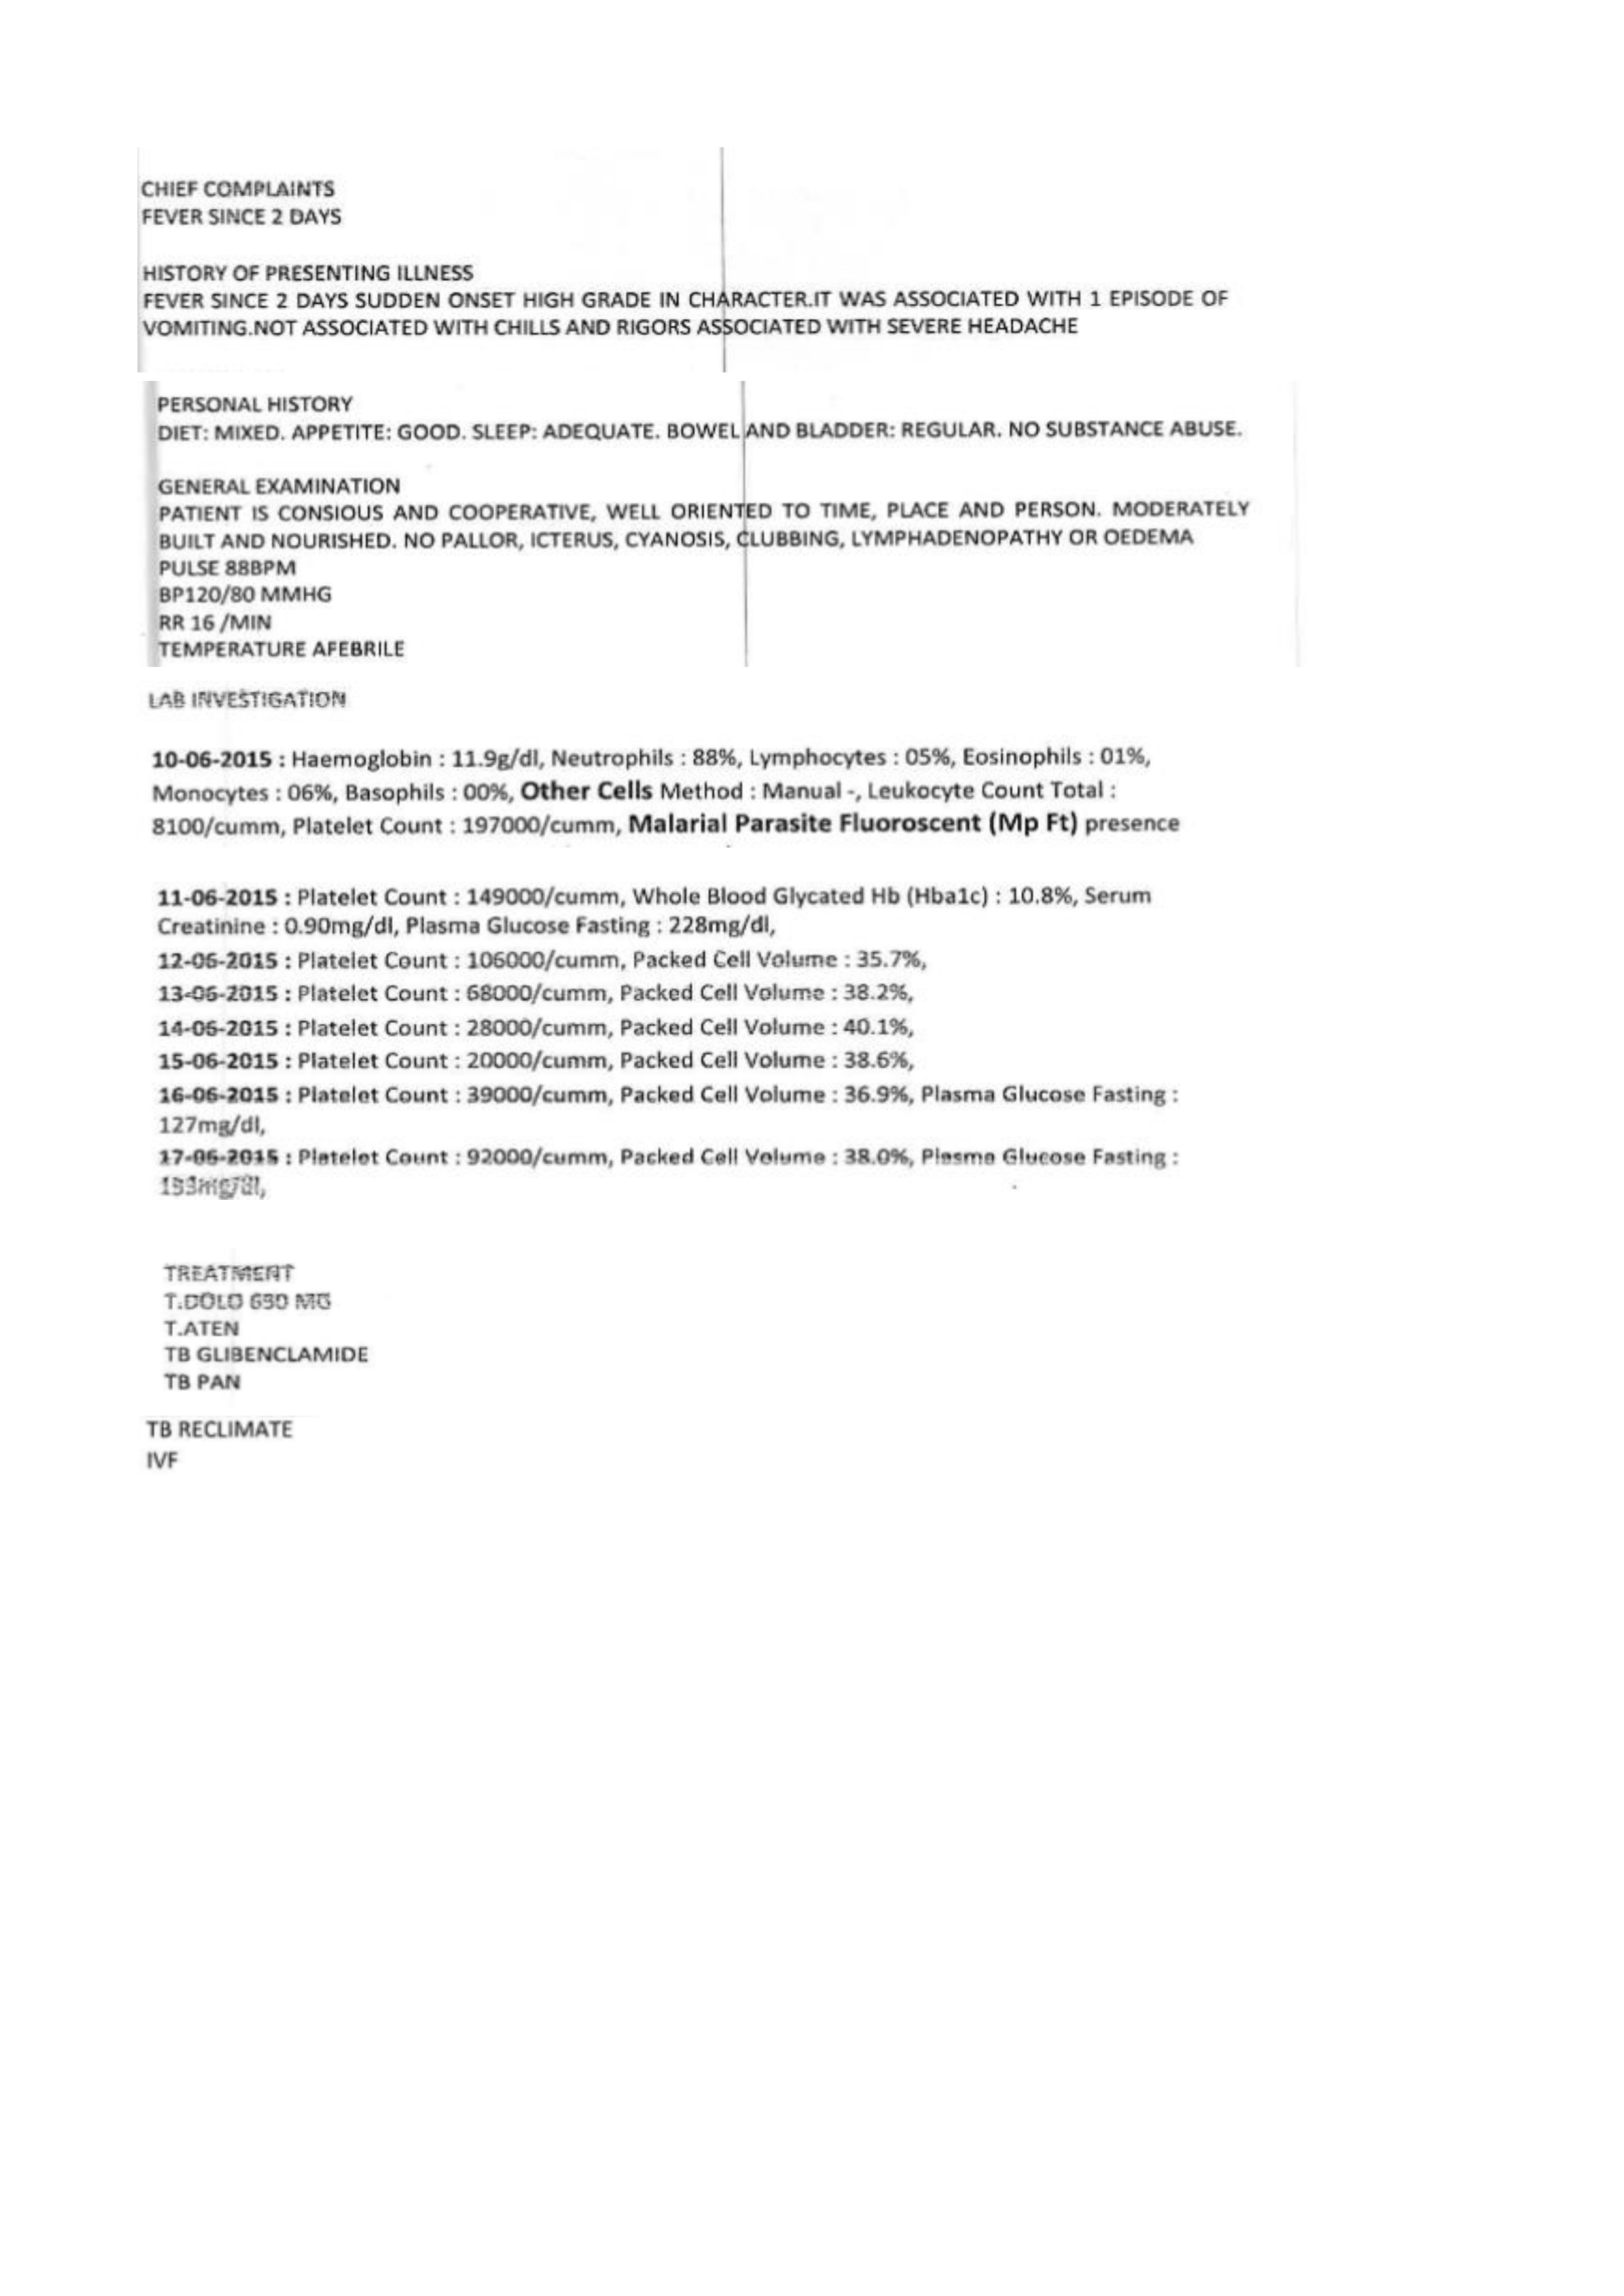 CHIEF COMPLAINTS
FEVER SINCE 2 DAYS
HISTORY OF PRESENTING ILLNESS
FEVER SINCE 2 DAYS SUDDEN ONSET HIGH GRADE IN CHARACTER.IT WAS ASSOCIATED WITH 1 EPISODE OF
VOMITING.NOT ASSOCIATED WITH CHILLS AND RIGORS ASSOCIATED WITH SEVERE HEADACHE
PERSONAL HISTORY
DIET: MIXED. APPETITE: GOOD. SLEEP: ADEQUATE. BOWEL AND BLADDER: REGULAR. NO SUBSTANCE ABUSE.
GENERAL EXAMINATION
PATIENT IS CONSIOUS AND COOPERATIVE, WELL ORIENTED TO TIME, PLACE AND PERSON. MODERATELY
BUILT AND NOURISHED. NO PALLOR, ICTERUS, CYANOSIS, CLUBBING, LYMPHADENOPATHY OR OEDEMA
PULSE 88BPM
BP120/80 MMHG
RR 16 /MIN
TEMPERATURE AFEBRILE
LAB INVESTIGATION
10-06-2015 : Haemoglobin : 11.9g/dl, Neutrophils : 88%, Lymphocytes : 05%, Eosinophils : 01%,
Monocytes : 06%, Basophils : 00%, Other Cells Method : Manual -, Leukocyte Count Total :
8100/cumm, Platelet Count : 197000/cumm, Malarial Parasite Fluoroscent (Mp Ft) presence
11-06-2015 : Platelet Count : 149000/cumm, Whole Blood Glycated Hb (Hba1c) : 10.8%, Serum
Creatinine : 0.90mg/dl, Plasma Glucose Fasting : 228mg/dl,
12-06-2015 : Platelet Count : 106000/cumm, Packed Cell Volume : 35.7%,
13-06-2015 : Platelet Count : 68000/cumm, Packed Cell Volume : 38.2%,
14-06-2015 : Platelet Count : 28000/cumm, Packed Cell Volume : 40.1%,
15-06-2015 : Platelet Count : 20000/cumm, Packed Cell Volume : 38.6%,
16-06-2015 : Platelet Count : 39000/cumm, Packed Cell Volume : 36.9%, Plasma Glucose Fasting :
127mg/dl,
17-06-2015 : Platelet Count : 92000/cumm, Packed Cell Volume : 38.0%, Plasma Glucose Fasting :
TREATMENT
T.DOLO MG
T.ATEN
TB GLIBENCLAMIDE
TB PAN
TB RECLIMATE
IVF